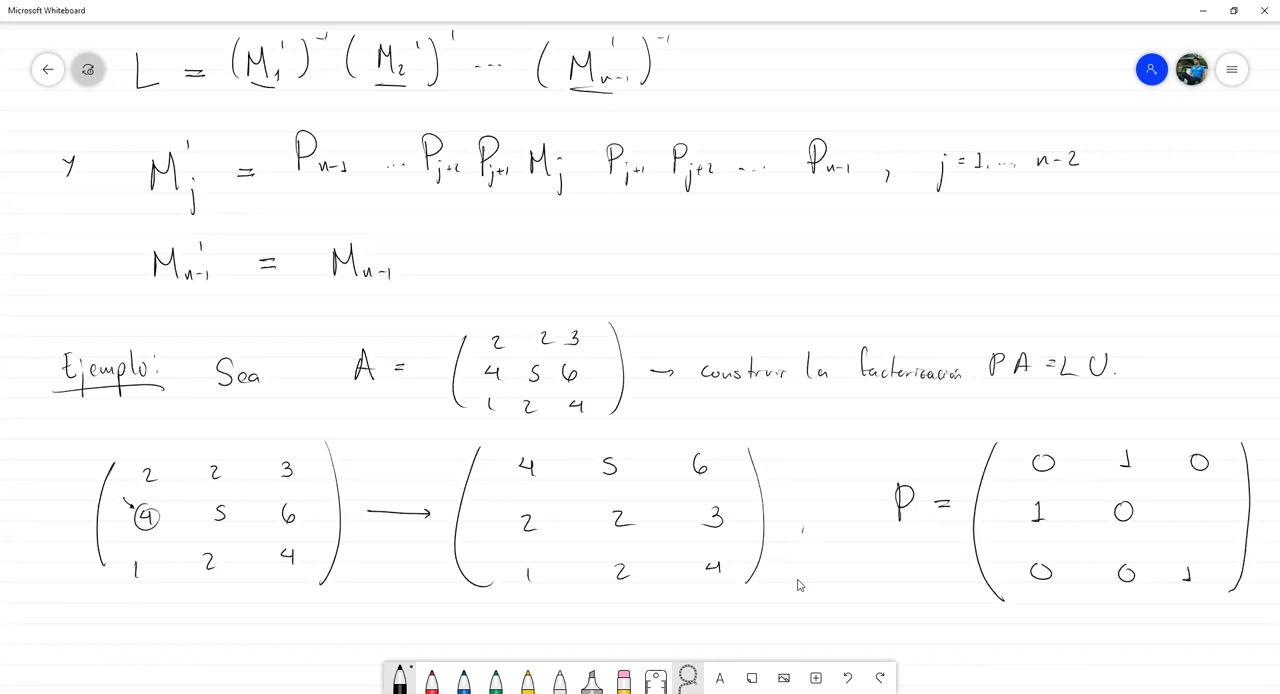 Microsoft Whiteboard
L = (M₁')⁻¹ (M₂')⁻¹ ... (Mₙ₋₁')⁻¹
y Mⱼ' = Pₙ₋₁ ... Pⱼ₊₂ Pⱼ₊₁ Mⱼ Pⱼ₊₁ Pⱼ₊₂ ... Pₙ₋₁ , j = 1, ..., n-2
Mₙ₋₁' = Mₙ₋₁
2 2 3
Ejemplo: Sea A = 4 5 6 → construir la factorización PA = LU.
1 2 4
2 2 3 4 5 6 0 1 0
4 5 6 → 2 2 3 , P = 1 0
1 2 4 1 2 4 0 0 1
A